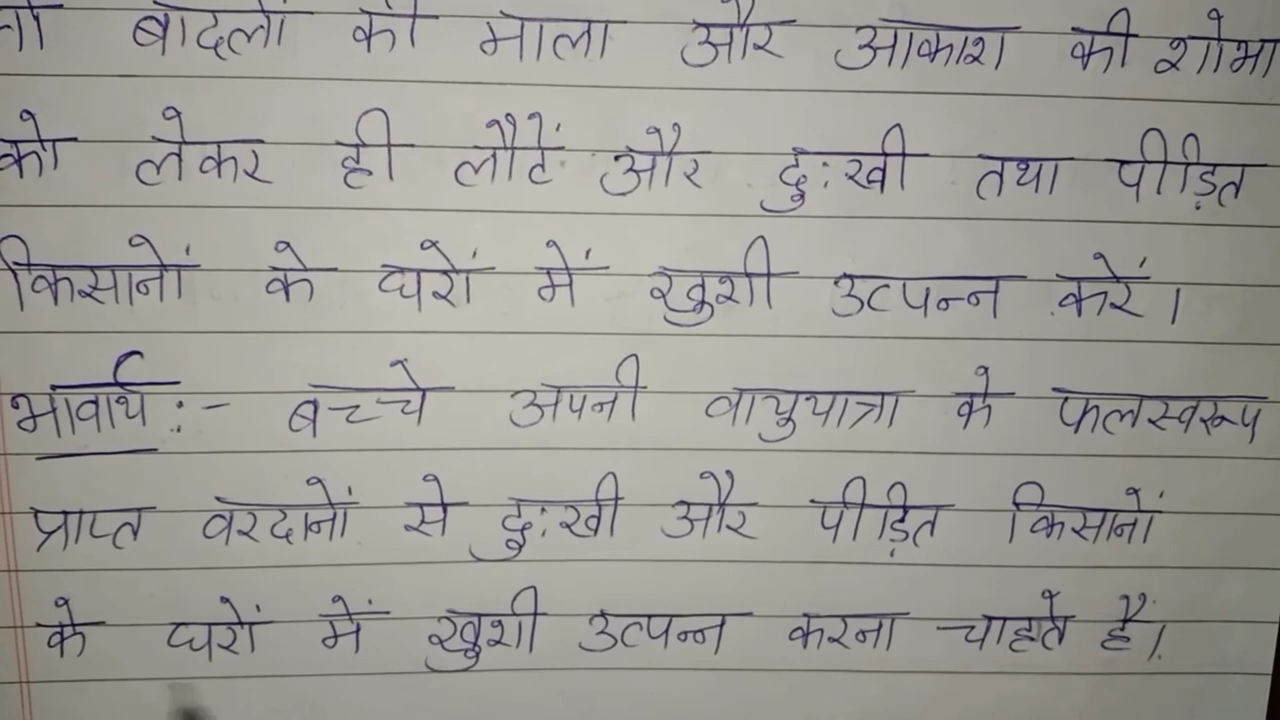 बादलों की माला और आकाश की शोभा
को लेकर ही लौटें और दुःखी तथा पीड़ित
किसानों के घरों में खुशी उत्पन्न करें।
भावार्थ :- बच्चे अपनी वायुयात्रा के फलस्वरूप
प्राप्त वरदानों से दुःखी और पीड़ित किसानों
के घरों में खुशी उत्पन्न करना चाहते हैं।